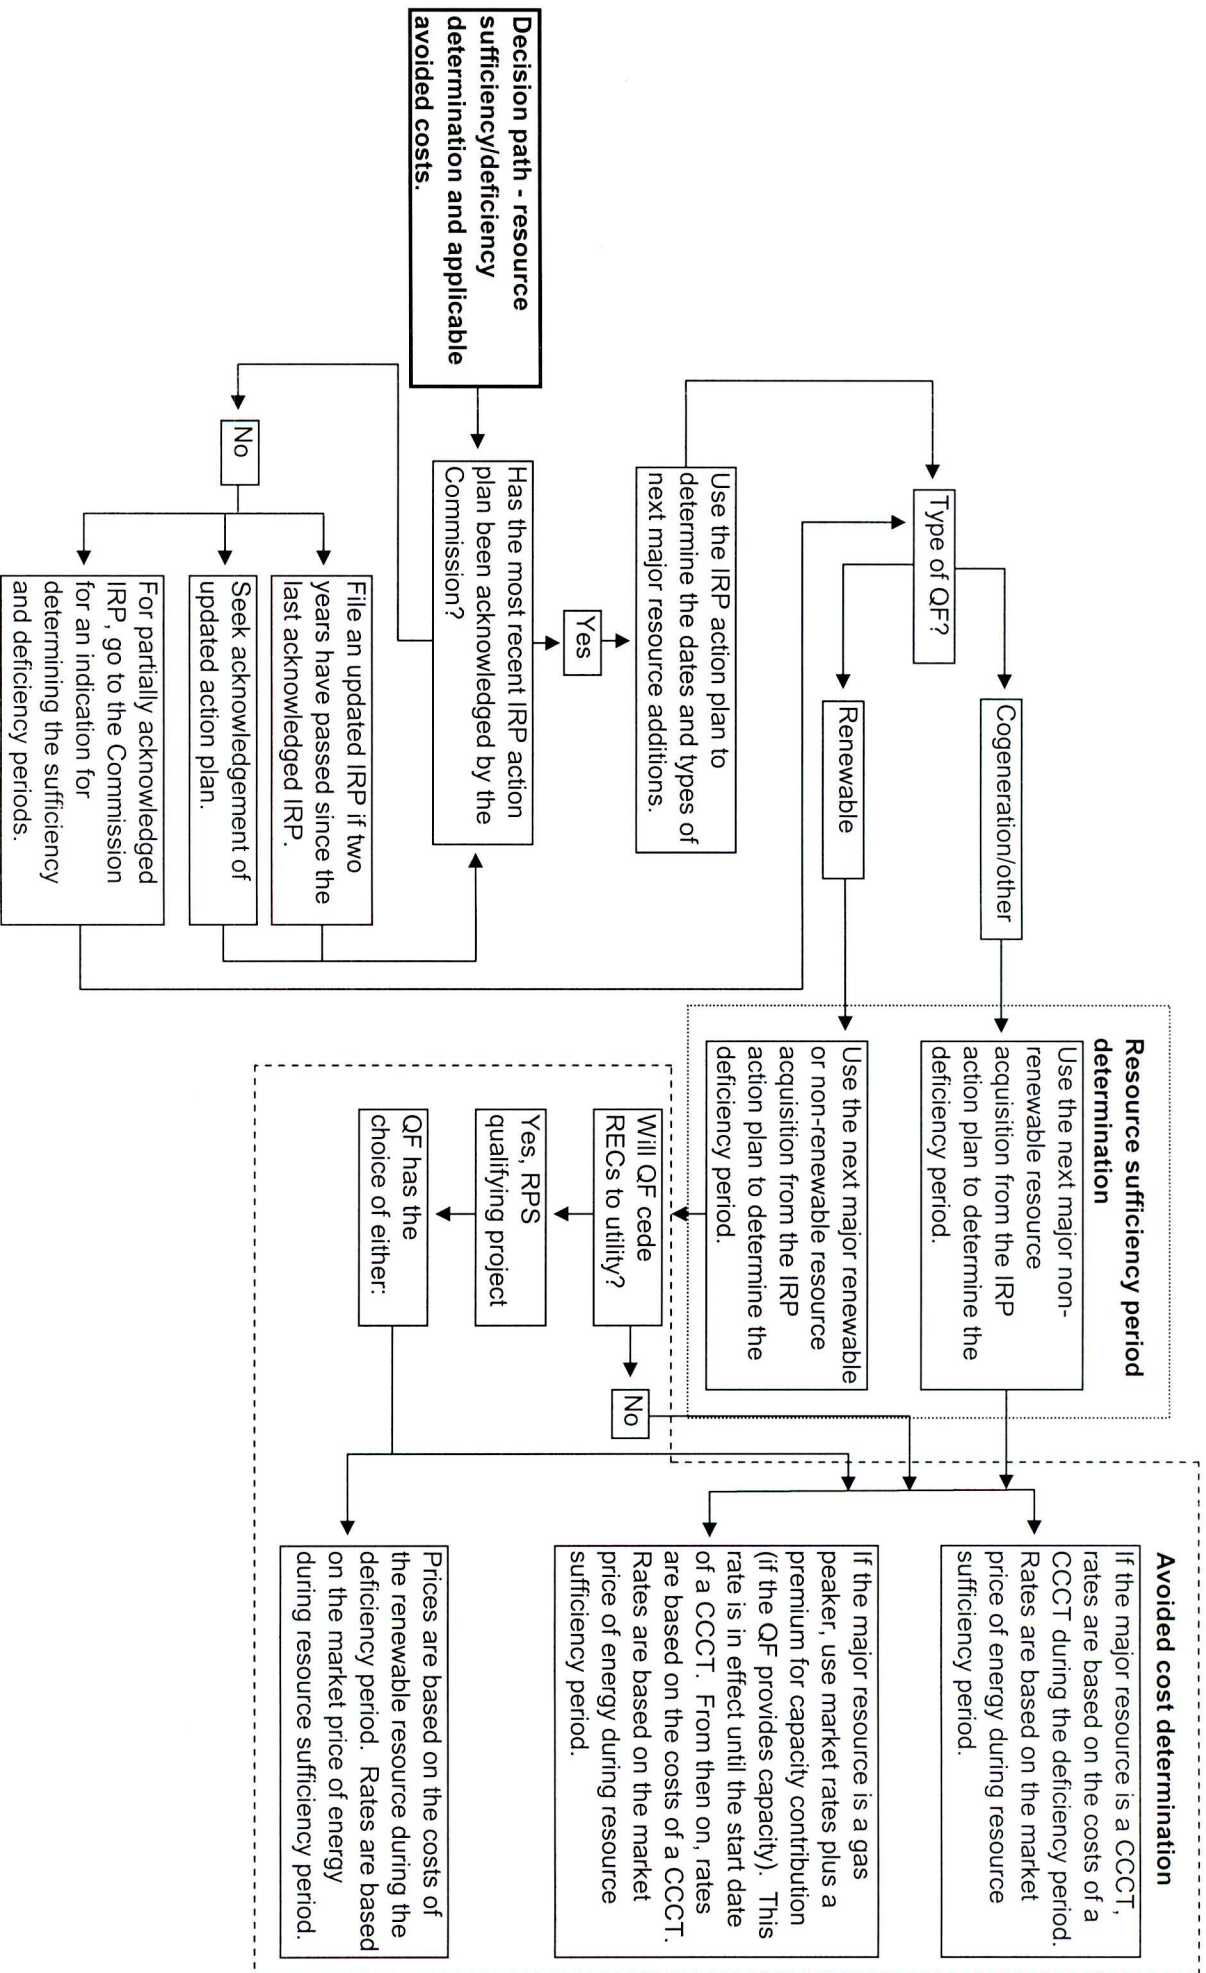 Decision path - resource
sufficiency/deficiency
determination and applicable
avoided costs.
Has the most recent IRP action
plan been acknowledged by the
Commission?
Yes
Use the IRP action plan to
determine the dates and types of
next major resource additions.
No
File an updated IRP if two
years have passed since the
last acknowledged IRP.
Seek acknowledgement of
updated action plan.
For partially acknowledged
IRP, go to the Commission
for an indication for
determining the sufficiency
and deficiency periods.
Type of QF?
Cogeneration/other
Renewable
Resource sufficiency period
determination
Use the next major non-
renewable resource
acquisition from the IRP
action plan to determine the
deficiency period.
Use the next major renewable
or non-renewable resource
acquisition from the IRP
action plan to determine the
deficiency period.
Will QF cede
RECs to utility?
No
Yes, RPS
qualifying project
QF has the
choice of either:
Avoided cost determination
If the major resource is a CCCT,
rates are based on the costs of a
CCCT during the deficiency period.
Rates are based on the market
price of energy during resource
sufficiency period.
If the major resource is a gas
peaker, use market rates plus a
premium for capacity contribution
(if the QF provides capacity).  This
rate is in effect until the start date
of a CCCT.  From then on, rates
are based on the costs of a CCCT.
Rates are based on the market
price of energy during resource
sufficiency period.
Prices are based on the costs of
the renewable resource during the
deficiency period.  Rates are based
on the market price of energy
during resource sufficiency period.